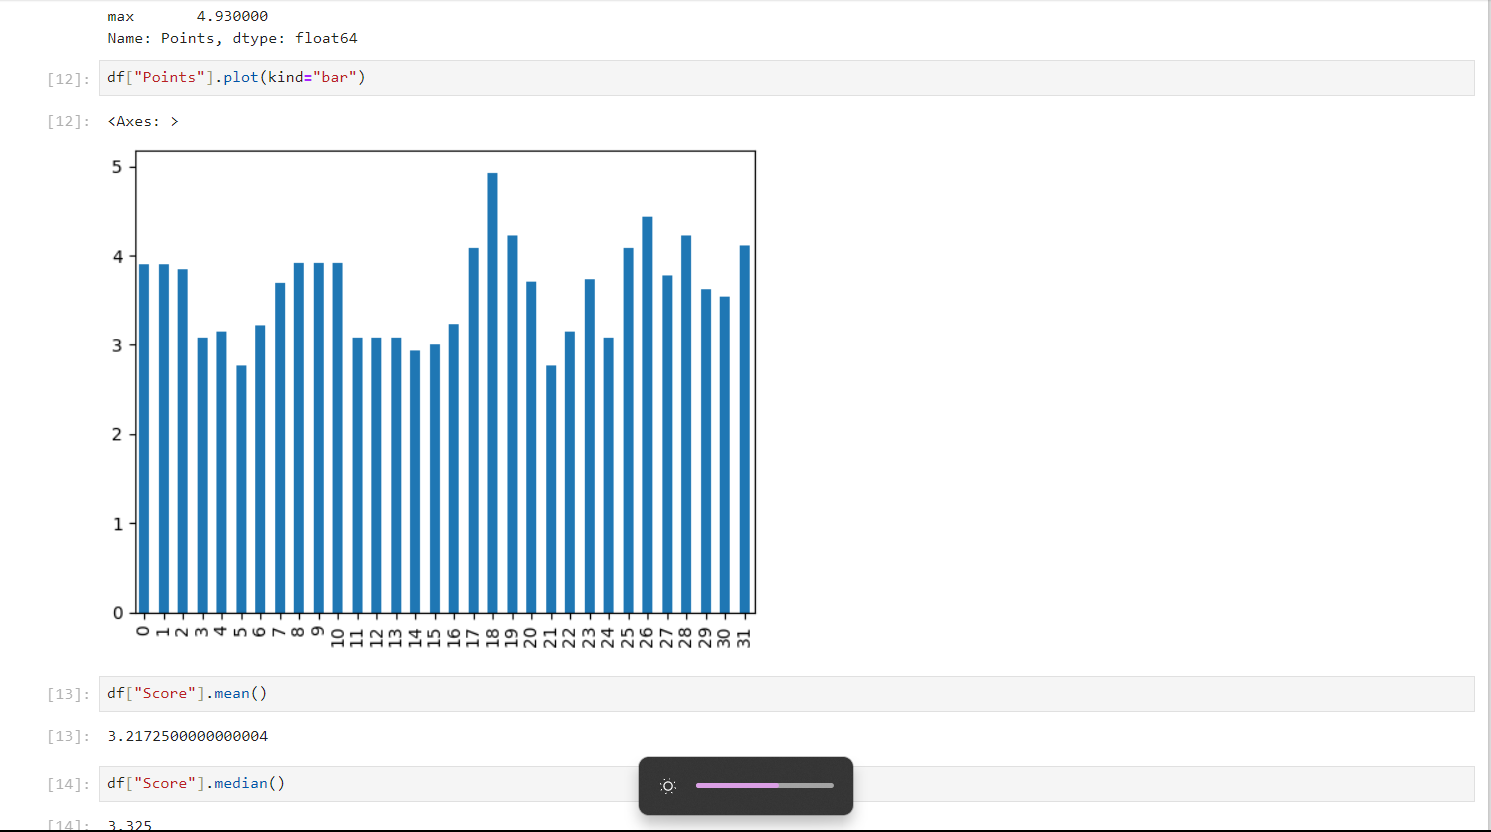 max       4.930000
Name: Points, dtype: float64
[12]: df["Points"].plot(kind="bar")
[12]: <Axes: >
5
4
3
2
1
0
0 1 2 3 4 5 6 7 8 9 10 11 12 13 14 15 16 17 18 19 20 21 22 23 24 25 26 27 28 29 30 31
[13]: df["Score"].mean()
[13]: 3.2172500000000004
[14]: df["Score"].median()
[14]: 3.325